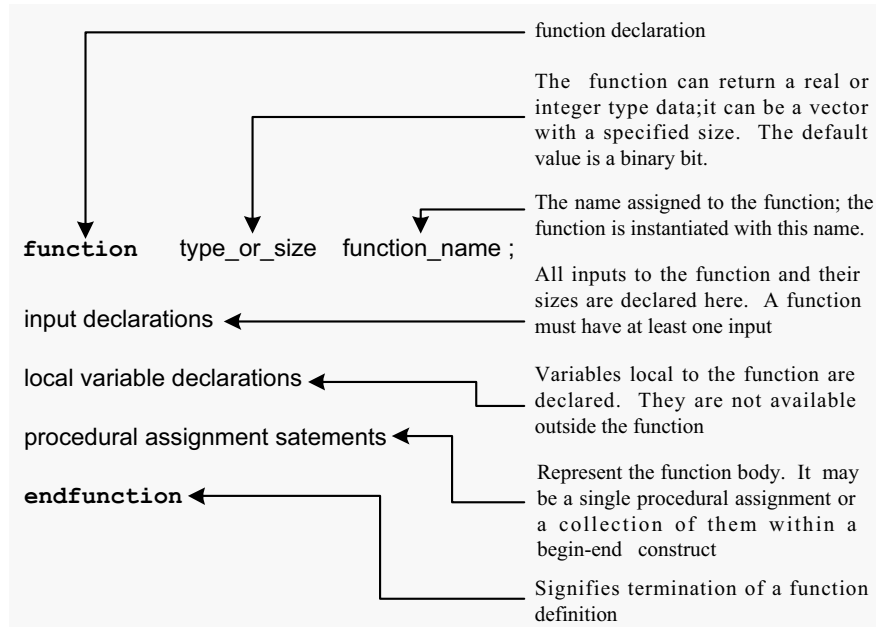 function declaration
The function can return a real or
integer type data;it can be a vector
with a specified size. The default
value is a binary bit.
The name assigned to the function; the
function is instantiated with this name.
function type_or_size function_name ;
All inputs to the function and their
sizes are declared here. A function
must have at least one input
input declarations
local variable declarations
Variables local to the function are
declared. They are not available
outside the function
procedural assignment satements
Represent the function body. It may
be a single procedural assignment or
a collection of them within a
begin-end construct
endfunction
Signifies termination of a function
definition